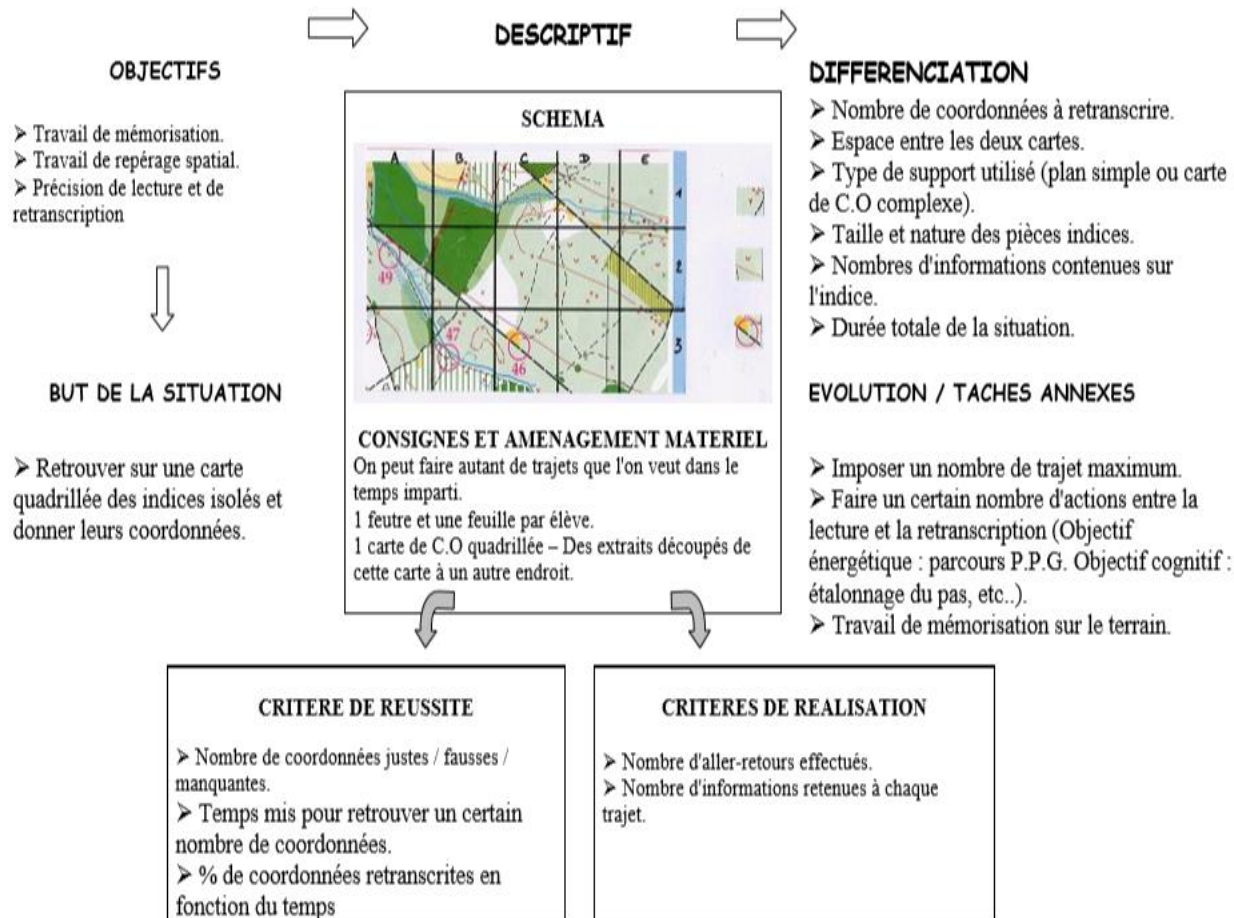 DESCRIPTIF
OBJECTIFS
➤ Travail de mémorisation.
➤ Travail de repérage spatial.
➤ Précision de lecture et de
retranscription
BUT DE LA SITUATION
➤ Retrouver sur une carte
quadrillée des indices isolés et
donner leurs coordonnées.
SCHEMA
A B. C D E
1
2
3
49
47
46
CONSIGNES ET AMENAGEMENT MATERIEL
On peut faire autant de trajets que l'on veut dans le
temps imparti.
1 feutre et une feuille par élève.
1 carte de C.O quadrillée – Des extraits découpés de
cette carte à un autre endroit.
DIFFERENCIATION
➤ Nombre de coordonnées à retranscrire.
➤ Espace entre les deux cartes.
➤ Type de support utilisé (plan simple ou carte
de C.O complexe).
➤ Taille et nature des pièces indices.
➤ Nombres d'informations contenues sur
l'indice.
➤ Durée totale de la situation.
EVOLUTION / TACHES ANNEXES
➤ Imposer un nombre de trajet maximum.
➤ Faire un certain nombre d'actions entre la
lecture et la retranscription (Objectif
énergétique : parcours P.P.G. Objectif cognitif :
étalonnage du pas, etc..).
➤ Travail de mémorisation sur le terrain.
CRITERE DE REUSSITE
➤ Nombre de coordonnées justes / fausses /
manquantes.
➤ Temps mis pour retrouver un certain
nombre de coordonnées.
➤ % de coordonnées retranscrites en
fonction du temps
CRITERES DE REALISATION
➤ Nombre d'aller-retours effectués.
➤ Nombre d'informations retenues à chaque
trajet.